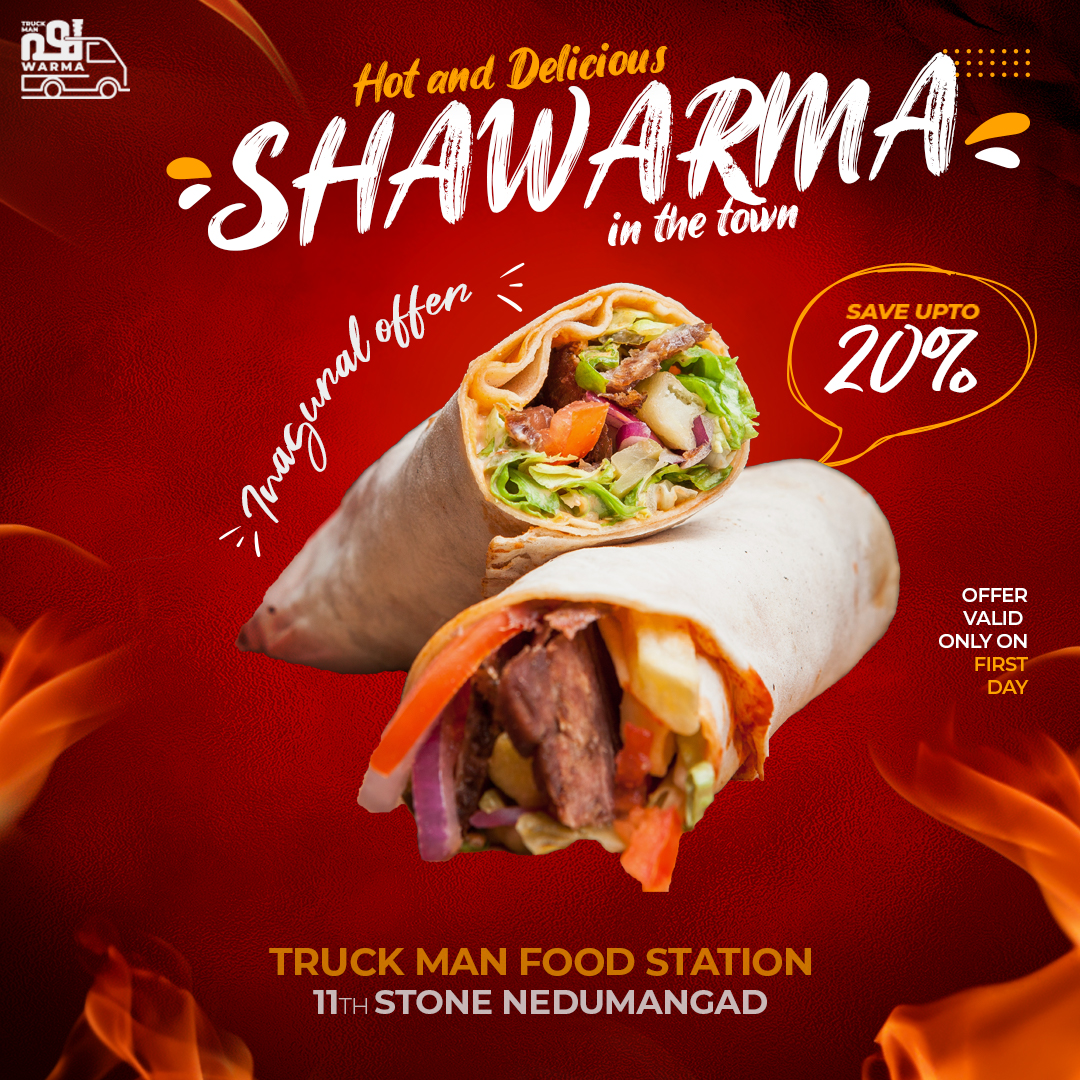 TRUCK
MAN
WARMA
Hot and Delicious
SHAWARMA
in the town
Inagunal offer
SAVE UPTO
20%
OFFER
VALID
ONLY ON
FIRST
DAY
TRUCK MAN FOOD STATION
11TH STONE NEDUMANGAD